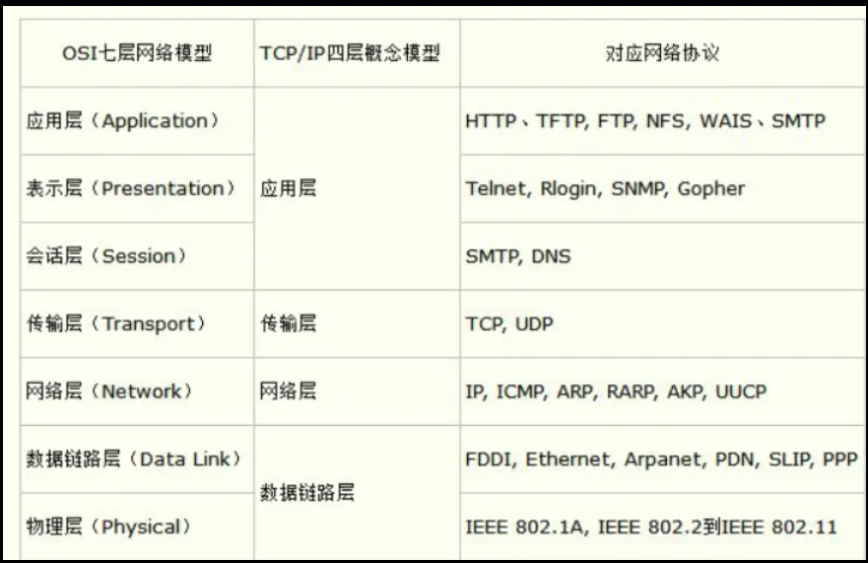 OSI七层网络模型 TCP/IP四层概念模型 对应网络协议
应用层（Application） HTTP、TFTP, FTP, NFS, WAIS、SMTP
表示层（Presentation） 应用层 Telnet, Rlogin, SNMP, Gopher
会话层（Session） SMTP, DNS
传输层（Transport） 传输层 TCP, UDP
网络层（Network） 网络层 IP, ICMP, ARP, RARP, AKP, UUCP
数据链路层（Data Link） FDDI, Ethernet, Arpanet, PDN, SLIP, PPP
数据链路层
物理层（Physical） IEEE 802.1A, IEEE 802.2到IEEE 802.11